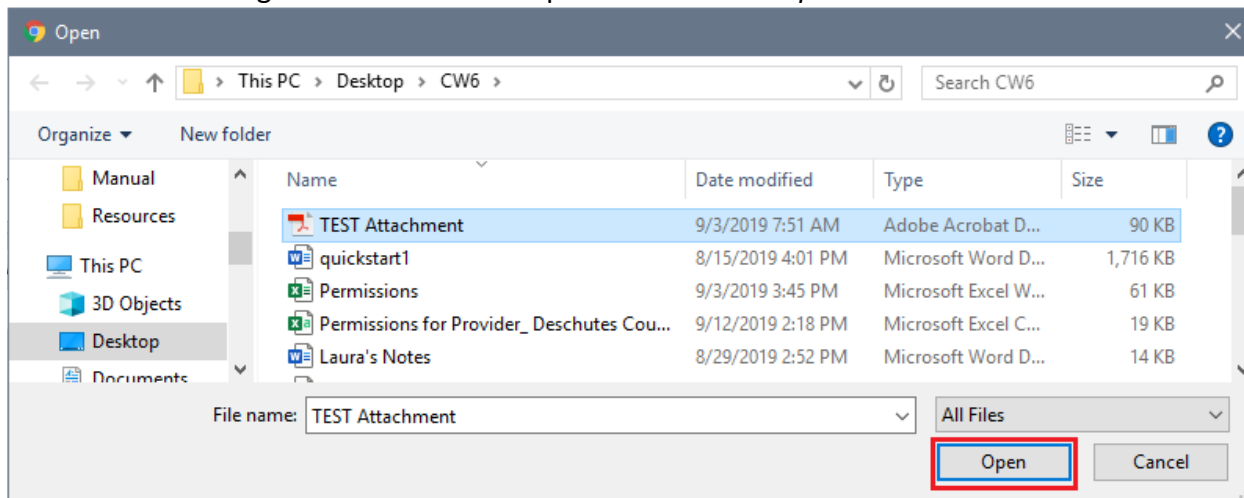 Open
This PC > Desktop > CW6 >
Search CW6
Organize
New folder
?
Manual
Resources
This PC
3D Objects
Desktop
Documents
Name Date modified Type Size
TEST Attachment 9/3/2019 7:51 AM Adobe Acrobat D... 90 KB
quickstart1 8/15/2019 4:01 PM Microsoft Word D... 1,716 KB
Permissions 9/3/2019 3:45 PM Microsoft Excel W... 61 KB
Permissions for Provider_ Deschutes Cou... 9/12/2019 2:18 PM Microsoft Excel C... 19 KB
Laura's Notes 8/29/2019 2:52 PM Microsoft Word D... 14 KB
File name: TEST Attachment All Files
Open Cancel